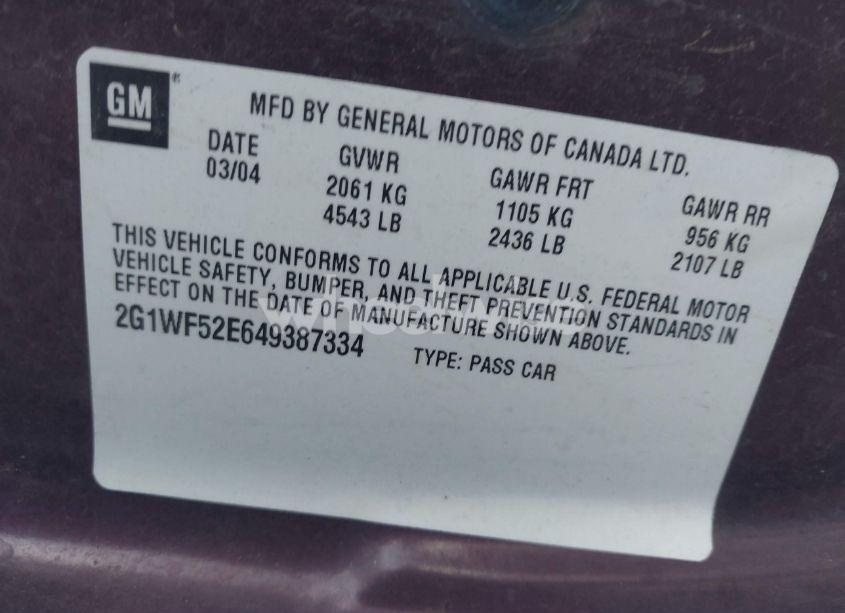 GM®
MFD BY GENERAL MOTORS OF CANADA LTD.
DATE GVWR GAWR FRT GAWR RR
03/04 2061 KG 1105 KG 956 KG
4543 LB 2436 LB 2107 LB
THIS VEHICLE CONFORMS TO ALL APPLICABLE U.S. FEDERAL MOTOR
VEHICLE SAFETY, BUMPER, AND THEFT PREVENTION STANDARDS IN
EFFECT ON THE DATE OF MANUFACTURE SHOWN ABOVE.
2G1WF52E649387334 TYPE: PASS CAR